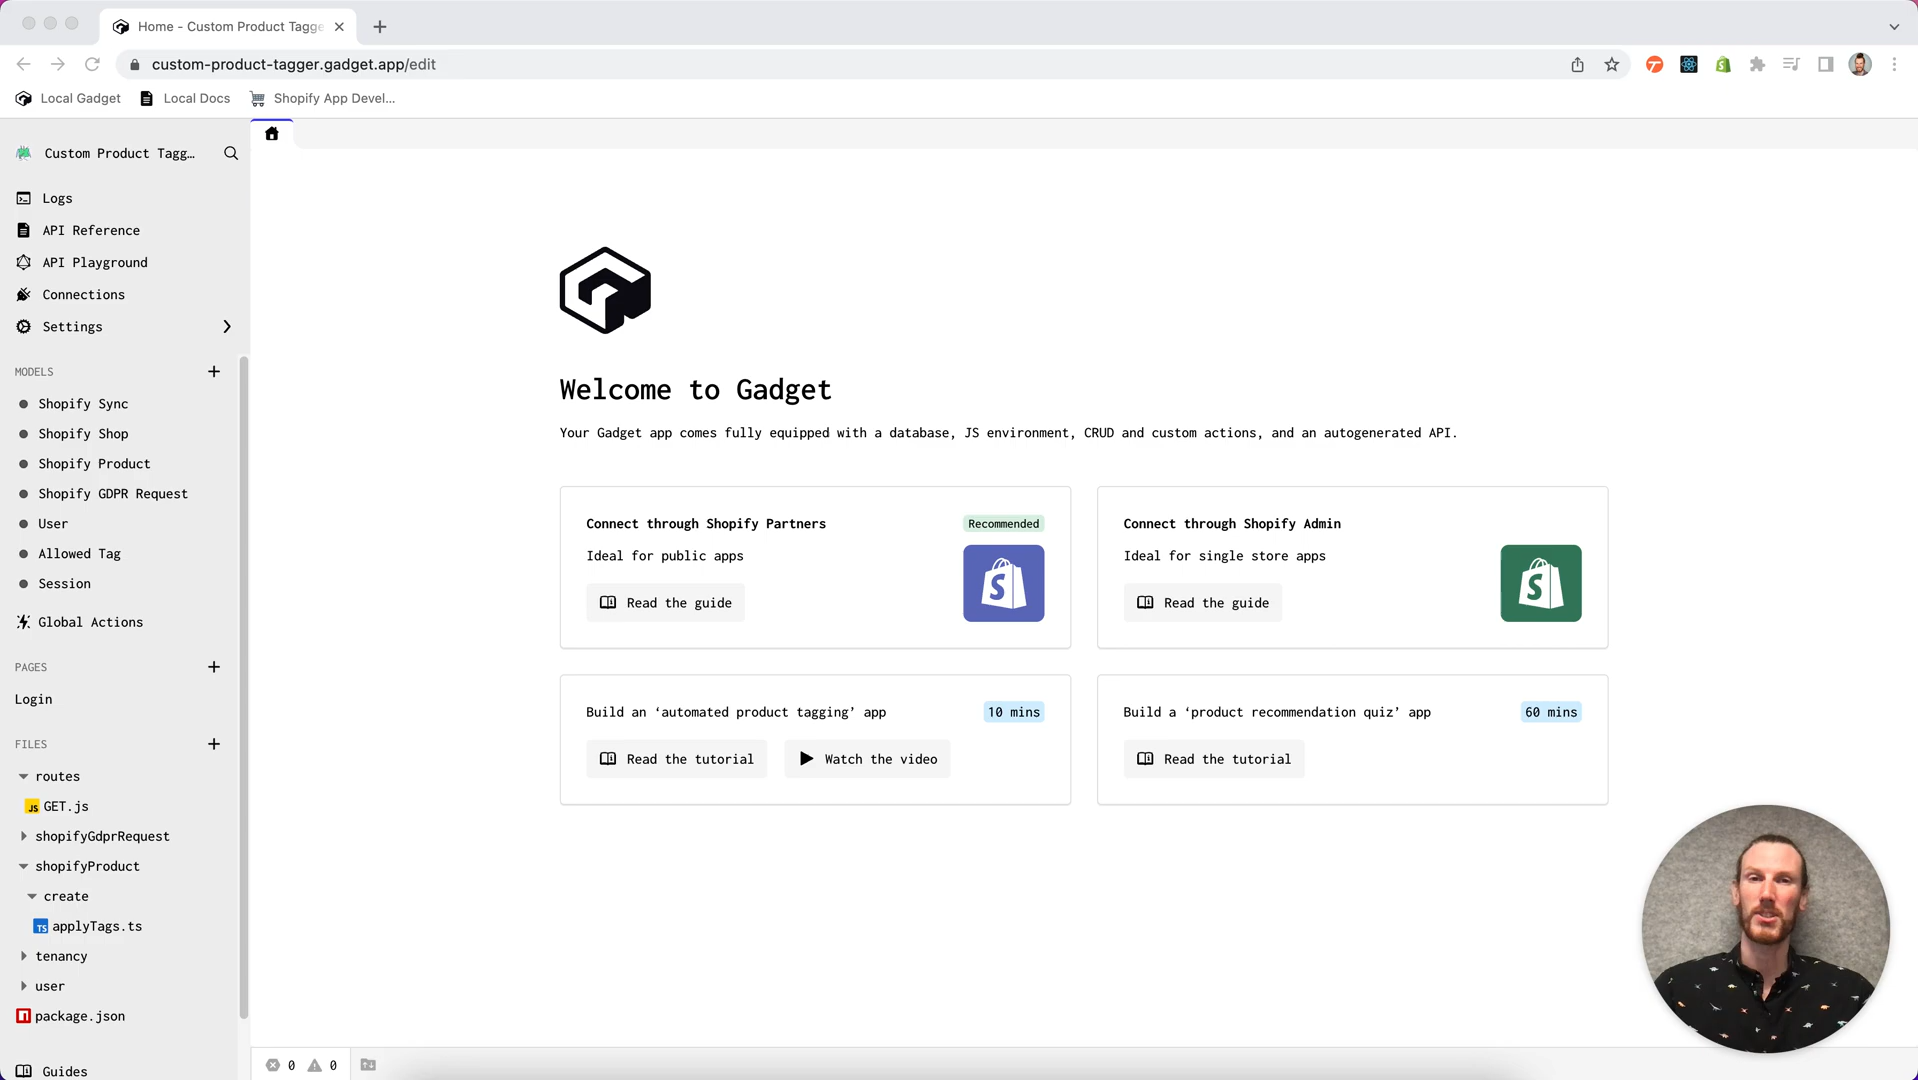 Home - Custom Product Tagge
custom-product-tagger.gadget.app/edit
Local Gadget
Local Docs
Shopify App Devel...
Custom Product Tagg…
Logs
API Reference
API Playground
Connections
Settings
MODELS
Shopify Sync
Shopify Shop
Shopify Product
Shopify GDPR Request
User
Allowed Tag
Session
Global Actions
PAGES
Login
FILES
routes
JS GET.js
shopifyGdprRequest
shopifyProduct
create
TS applyTags.ts
tenancy
user
package.json
Guides
Welcome to Gadget
Your Gadget app comes fully equipped with a database, JS environment, CRUD and custom actions, and an autogenerated API.
Connect through Shopify Partners
Recommended
Ideal for public apps
Read the guide
Connect through Shopify Admin
Ideal for single store apps
Read the guide
Build an ‘automated product tagging’ app
10 mins
Read the tutorial
Watch the video
Build a ‘product recommendation quiz’ app
60 mins
Read the tutorial
0
0